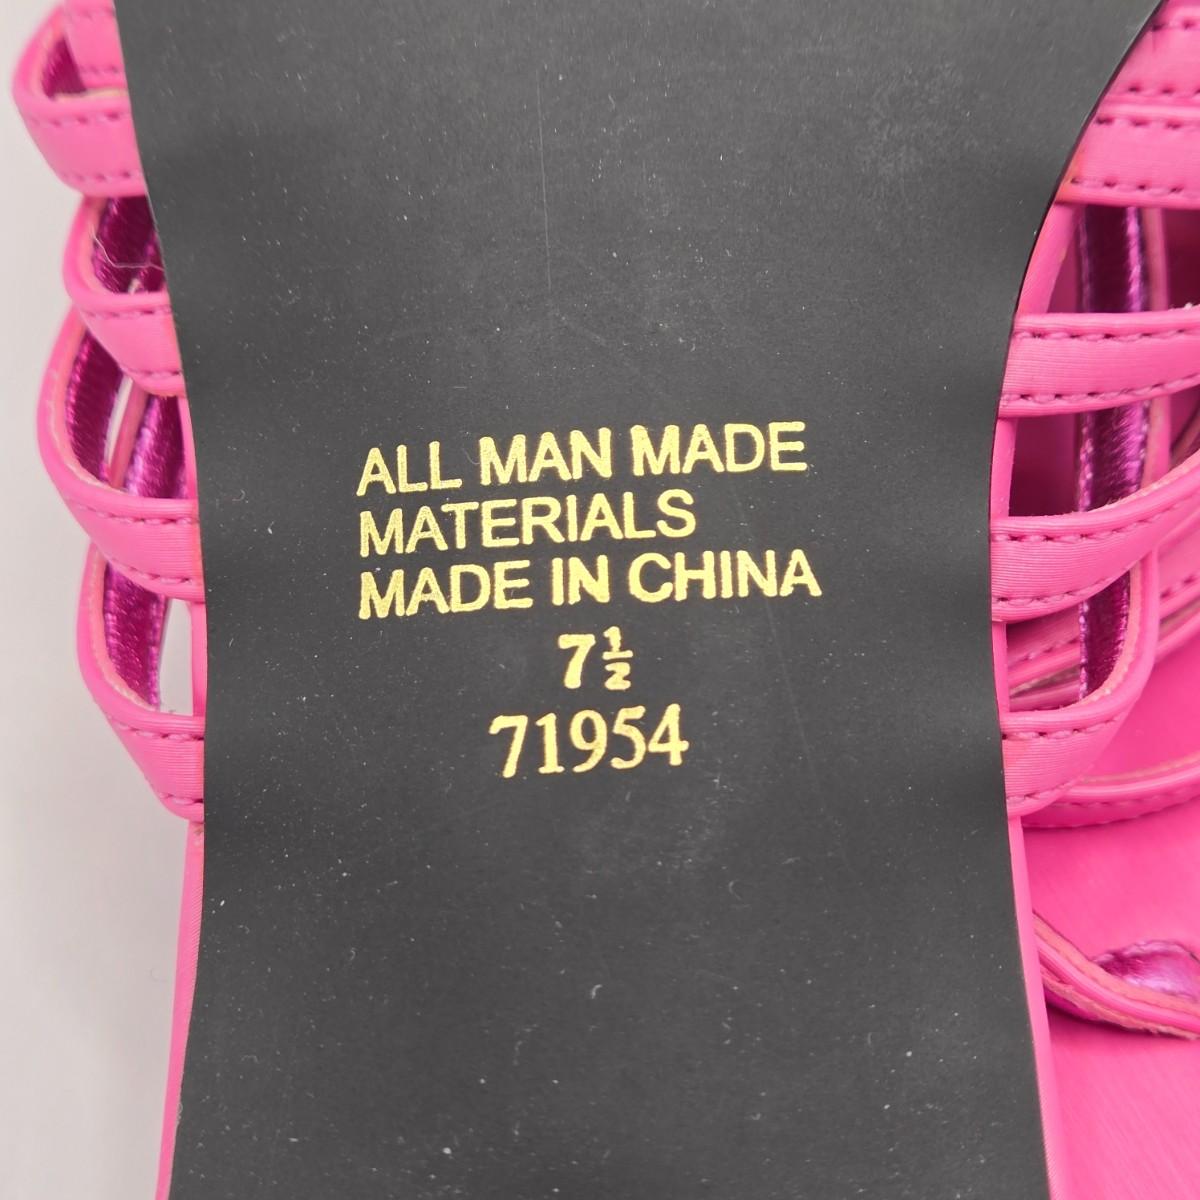 ALL MAN MADE
MATERIALS
MADE IN CHINA
7½
71954